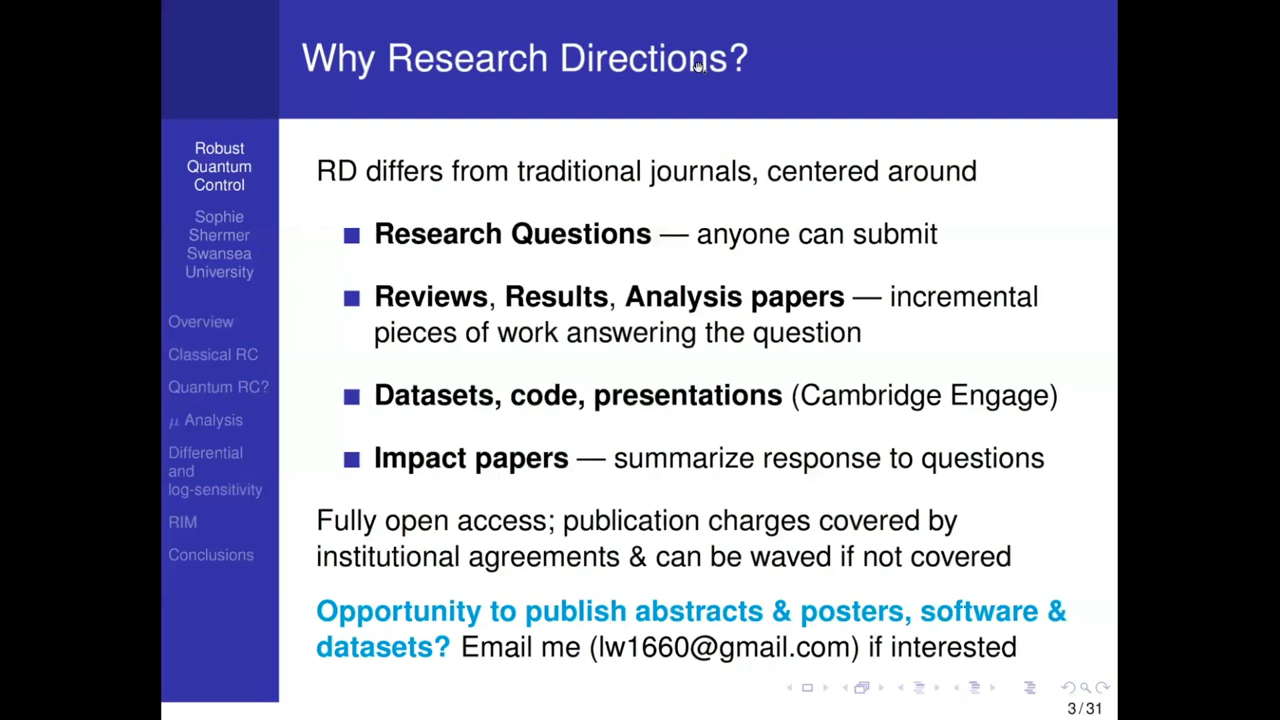 Why Research Directions?
Robust
Quantum
Control
Sophie
Shermer
Swansea
University
Overview
Classical RC
Quantum RC?
μ Analysis
Differential
and
log-sensitivity
RIM
Conclusions
RD differs from traditional journals, centered around
Research Questions — anyone can submit
Reviews, Results, Analysis papers — incremental
pieces of work answering the question
Datasets, code, presentations (Cambridge Engage)
Impact papers — summarize response to questions
Fully open access; publication charges covered by
institutional agreements & can be waved if not covered
Opportunity to publish abstracts & posters, software &
datasets? Email me (lw1660@gmail.com) if interested
3 / 31